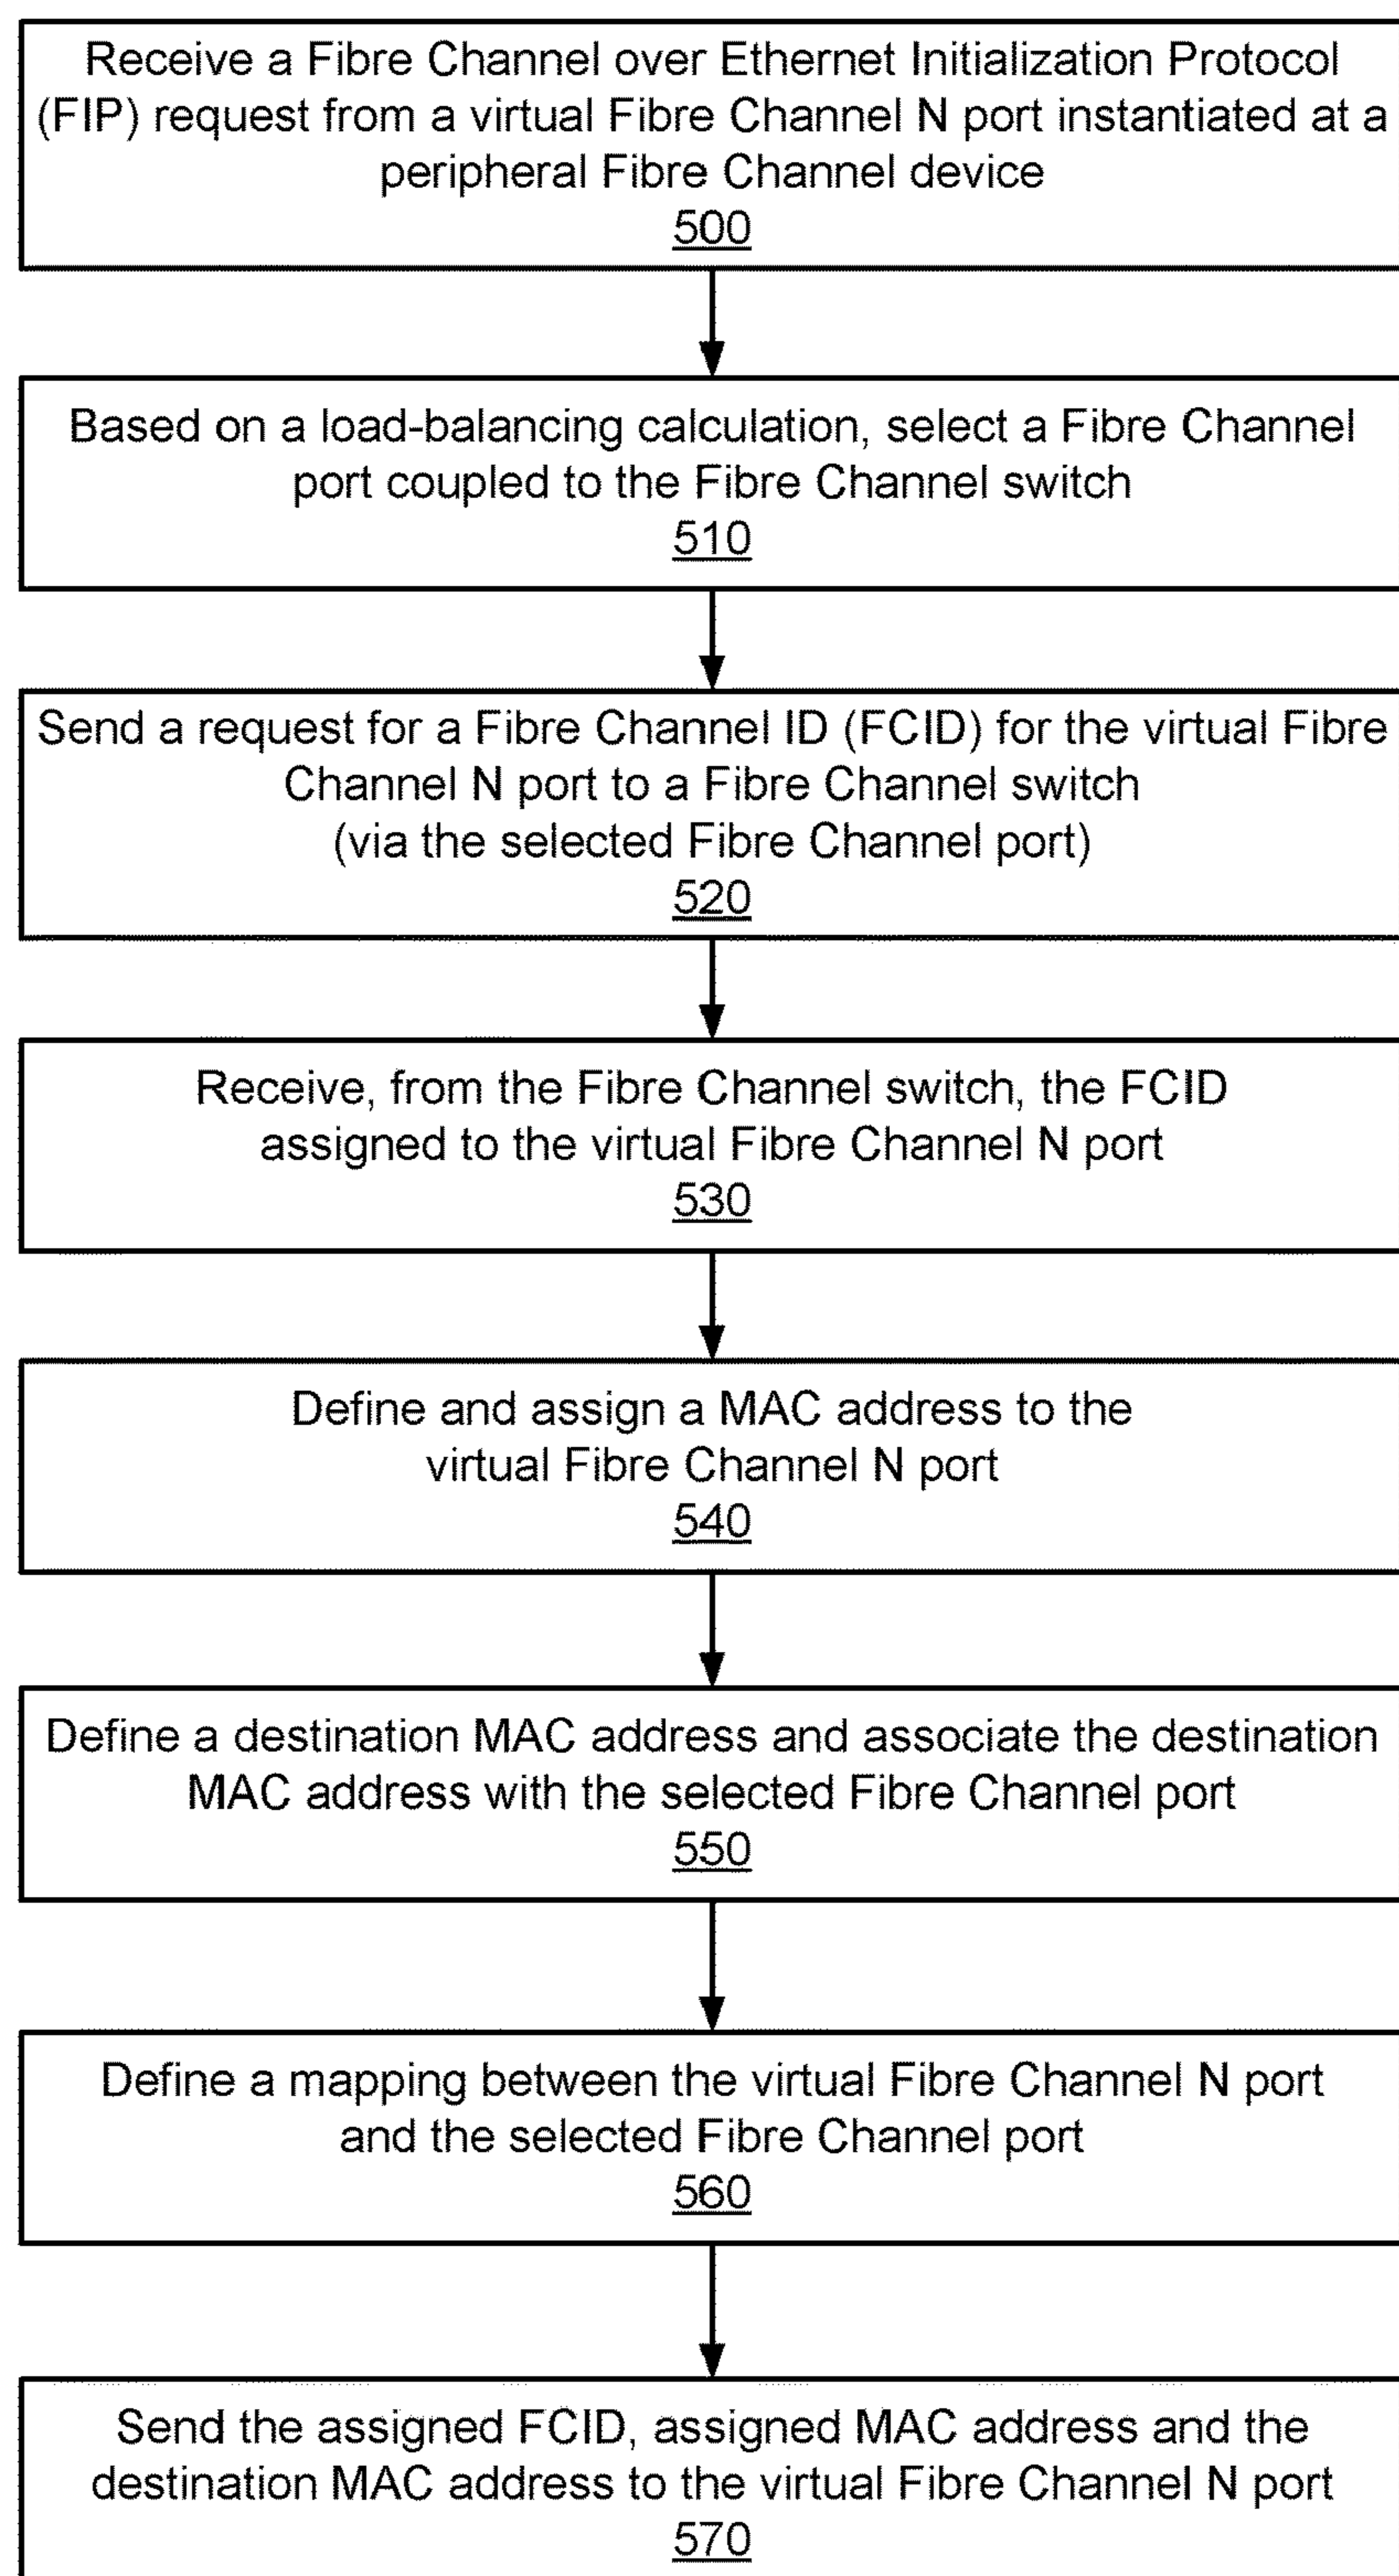 Receive a Fibre Channel over Ethernet Initialization Protocol
(FIP) request from a virtual Fibre Channel N port instantiated at a
peripheral Fibre Channel device
500
Based on a load-balancing calculation, select a Fibre Channel
port coupled to the Fibre Channel switch
510
Send a request for a Fibre Channel ID (FCID) for the virtual Fibre
Channel N port to a Fibre Channel switch
(via the selected Fibre Channel port)
520
Receive, from the Fibre Channel switch, the FCID
assigned to the virtual Fibre Channel N port
530
Define and assign a MAC address to the
virtual Fibre Channel N port
540
Define a destination MAC address and associate the destination
MAC address with the selected Fibre Channel port
550
Define a mapping between the virtual Fibre Channel N port
and the selected Fibre Channel port
560
Send the assigned FCID, assigned MAC address and the
destination MAC address to the virtual Fibre Channel N port
570